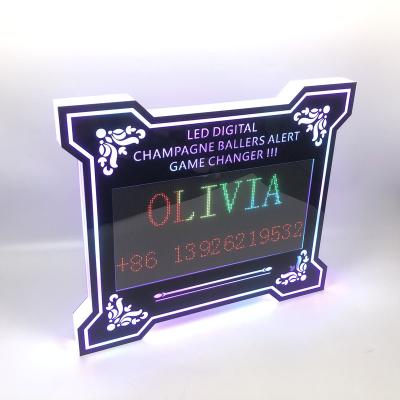 LED DIGITAL
CHAMPAGNE BALLERS ALERT
GAME CHANGER !!!
OLIVIA
+86 13926219532